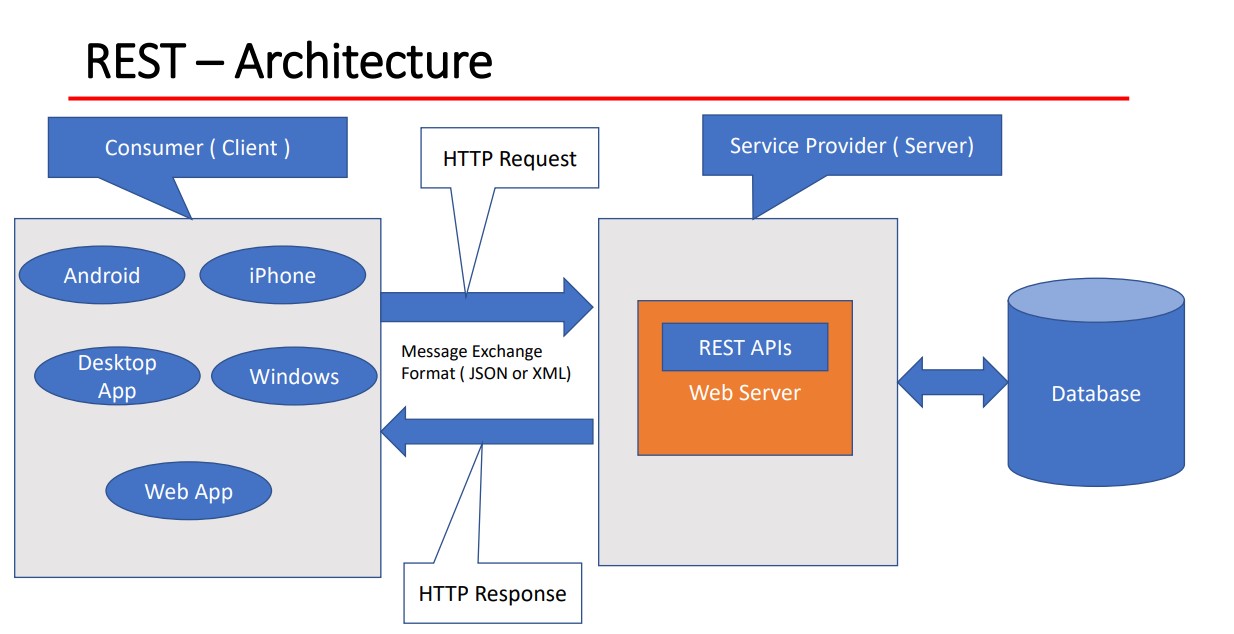 REST – Architecture
Consumer ( Client )
HTTP Request
Service Provider ( Server)
Android
iPhone
Desktop
App
Windows
Web App
Message Exchange
Format ( JSON or XML)
REST APIs
Web Server
Database
HTTP Response